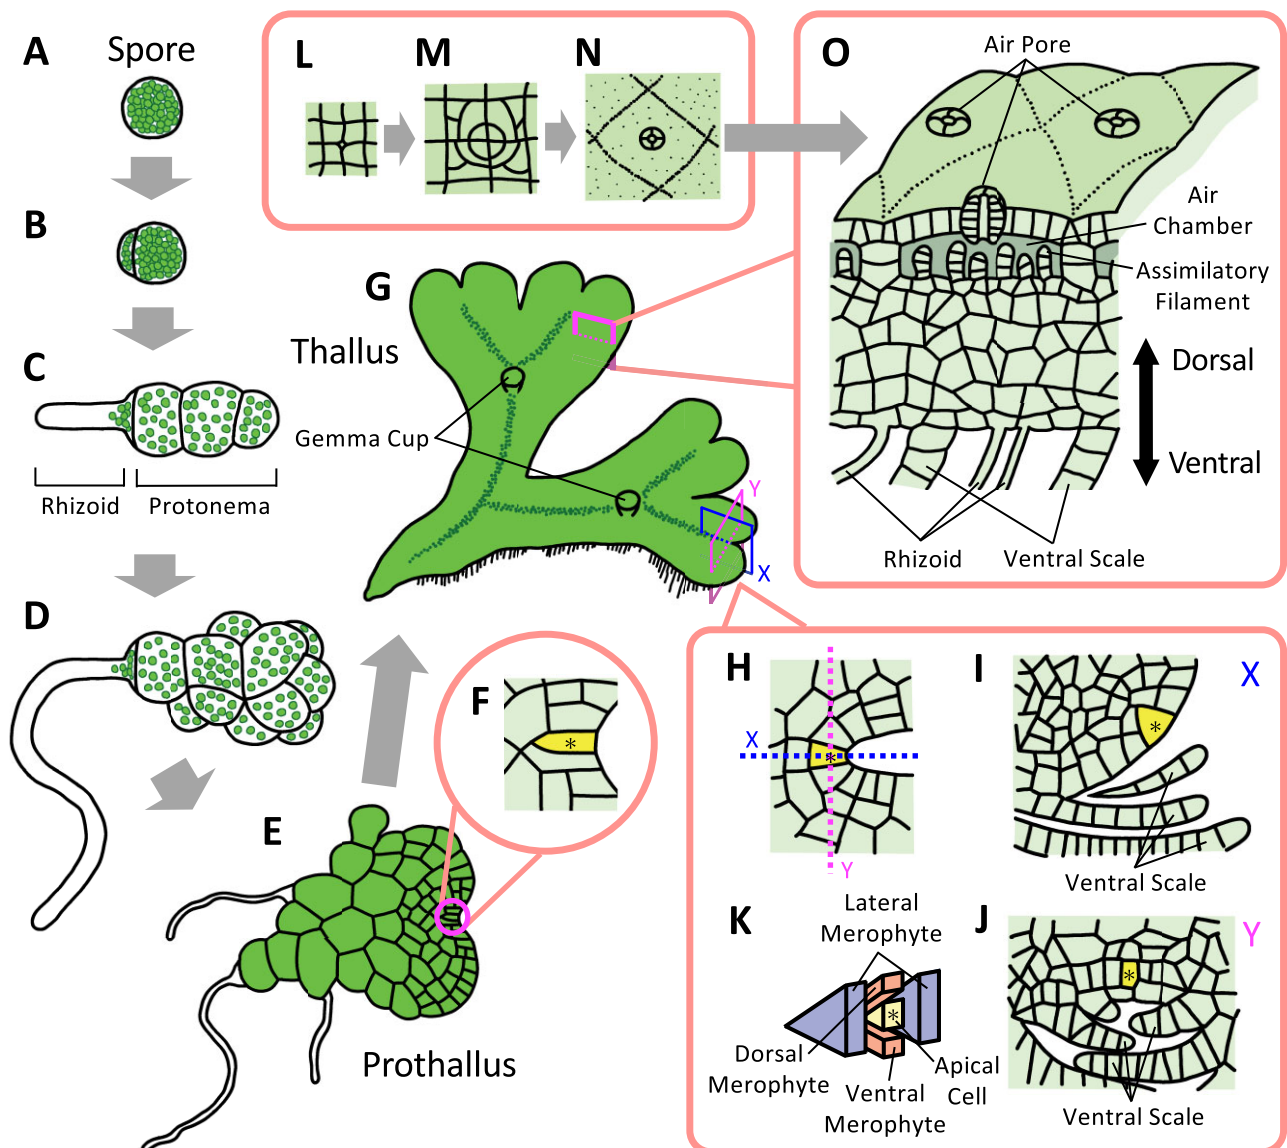 A
Spore
B
C
Rhizoid
Protonema
D
E
Prothallus
F
*
G
Thallus
Gemma Cup
Y
X
L
M
N
O
Air Pore
Air
Chamber
Assimilatory
Filament
Dorsal
Ventral
Rhizoid
Ventral Scale
H
X
*
Y
I
X
*
Ventral Scale
K
Lateral
Merophyte
*
Dorsal
Merophyte
Ventral
Merophyte
Apical
Cell
J
Y
*
Ventral Scale